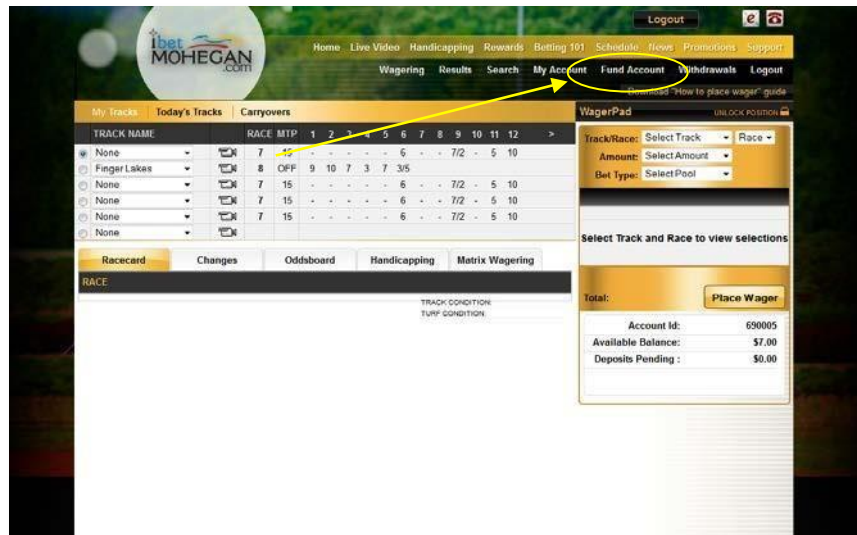 Logout
ibet
MOHEGAN
.com
Home Live Video Handicapping Rewards Betting 101 Schedule News Promotions Support
Wagering Results Search My Account Fund Account Withdrawals Logout
Download "How to place wager" guide
My Tracks Today's Tracks Carryovers
TRACK NAME RACE MTP 1 2 3 4 5 6 7 8 9 10 11 12 >
None 7 15 - - - - - 6 - - 7/2 - 5 10
Finger Lakes 8 OFF 9 10 7 3 7 3/5
None 7 15 - - - - - 6 - - 7/2 - 5 10
None 7 15 - - - - - 6 - - 7/2 - 5 10
None 7 15 - - - - - 6 - - 7/2 - 5 10
None
Racecard Changes Oddsboard Handicapping Matrix Wagering
RACE
TRACK CONDITION:
TURF CONDITION:
WagerPad UNLOCK POSITION
Track/Race: Select Track Race
Amount: Select Amount
Bet Type: Select Pool
Select Track and Race to view selections
Total: Place Wager
Account Id: 690005
Available Balance: $7.00
Deposits Pending : $0.00